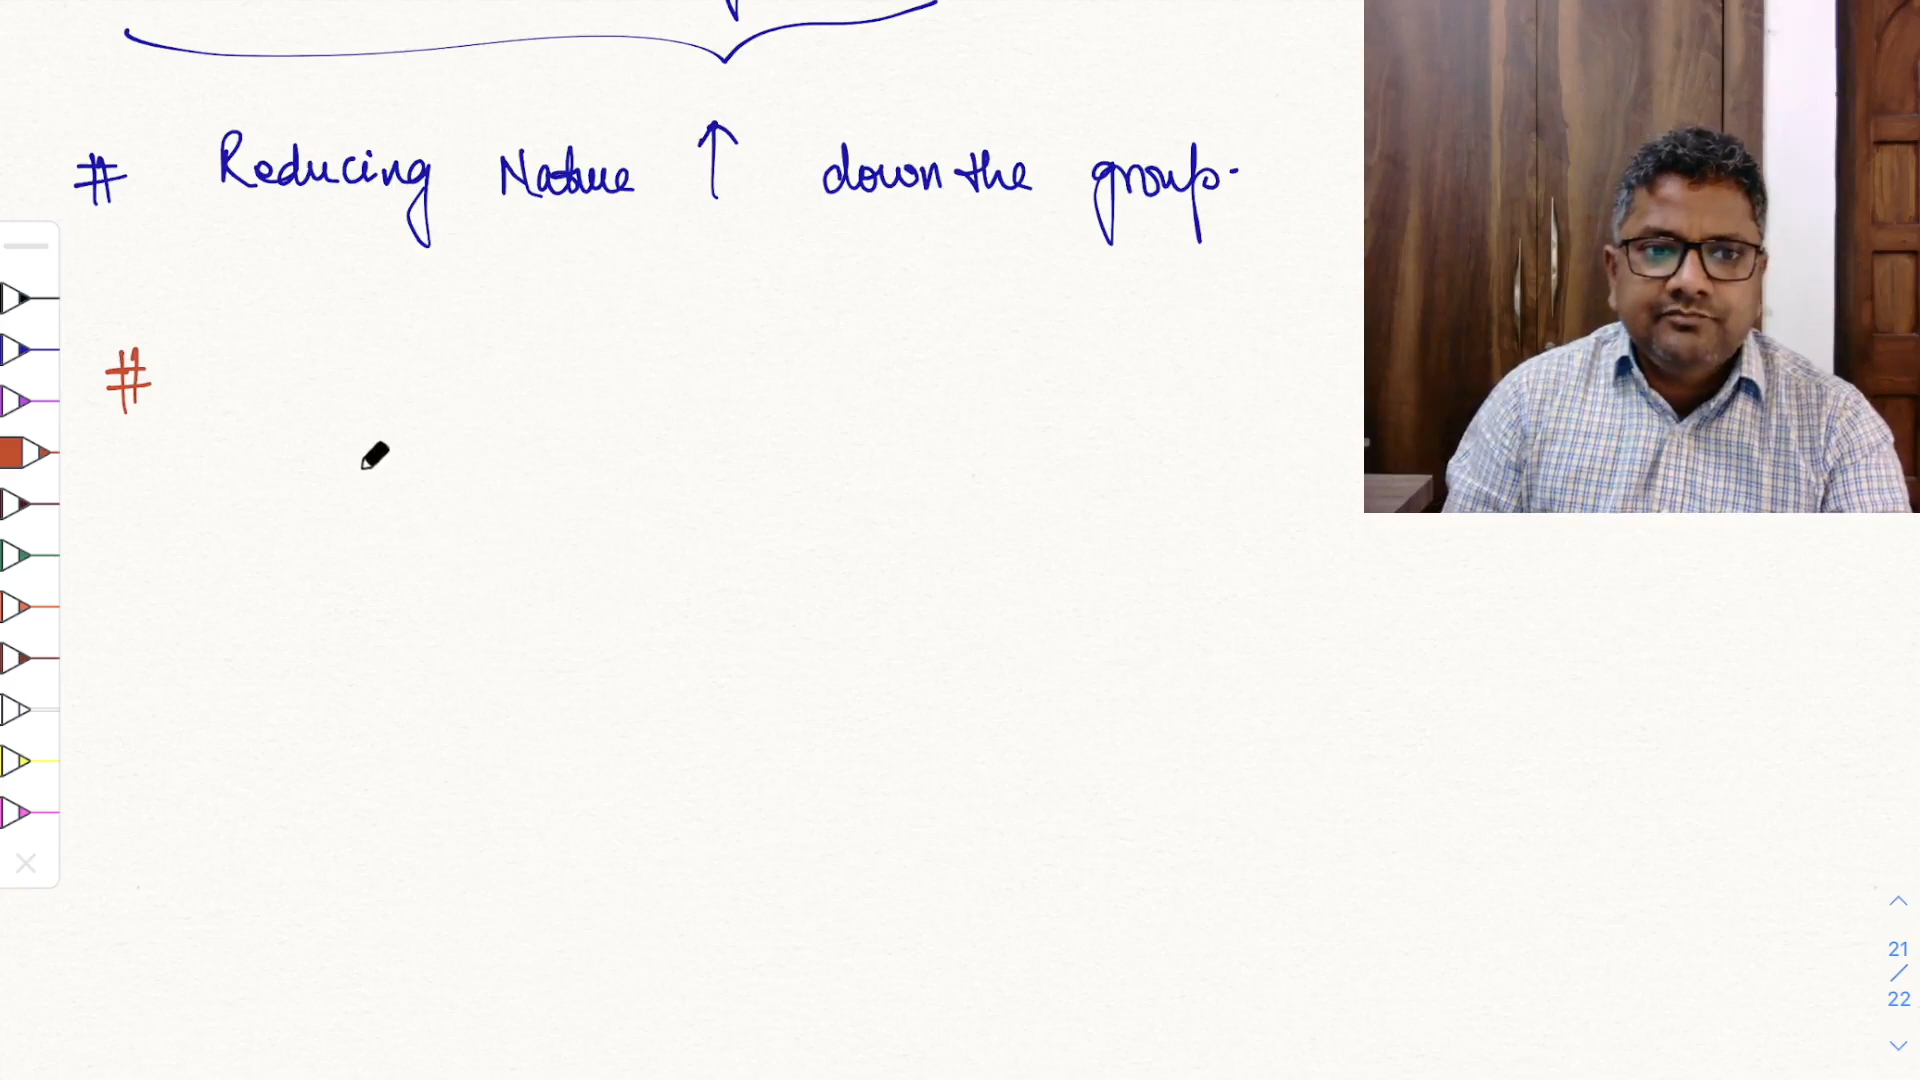 # Reducing Nature ↑ down the group.
#
21
/
22